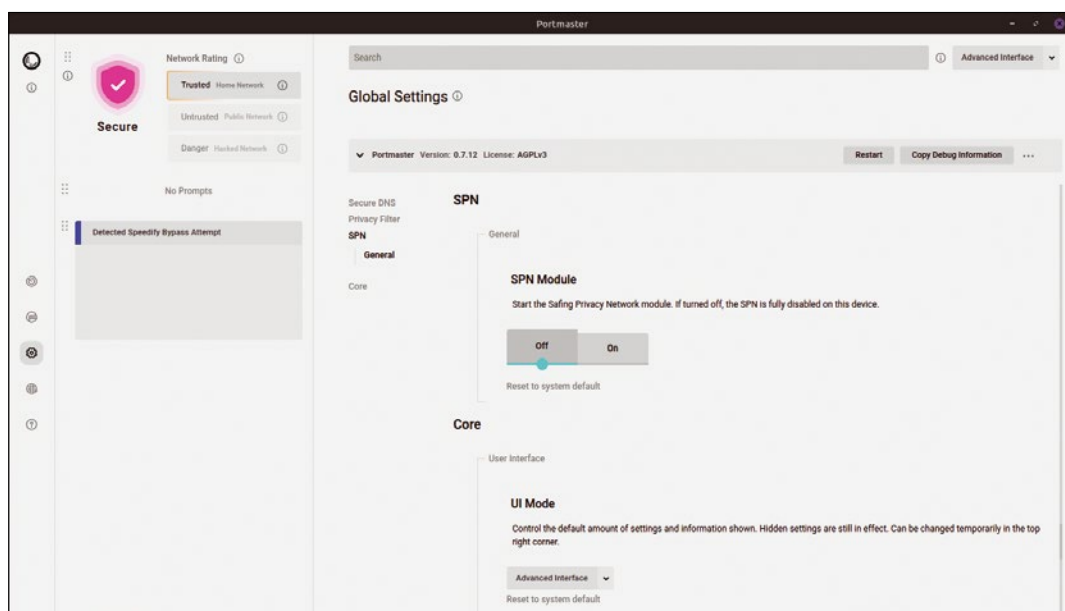 Portmaster
Network Rating
Trusted Home Network
Untrusted Public Network
Danger Hacked Network
Secure
No Prompts
Detected Speedify Bypass Attempt
Search
Advanced Interface
Global Settings
Portmaster Version: 0.7.12 License: AGPLv3
Restart
Copy Debug Information
Secure DNS
Privacy Filter
SPN
General
Core
SPN
General
SPN Module
Start the Safing Privacy Network module. If turned off, the SPN is fully disabled on this device.
Off
On
Reset to system default
Core
User Interface
UI Mode
Control the default amount of settings and information shown. Hidden settings are still in effect. Can be changed temporarily in the top
right corner.
Advanced Interface
Reset to system default